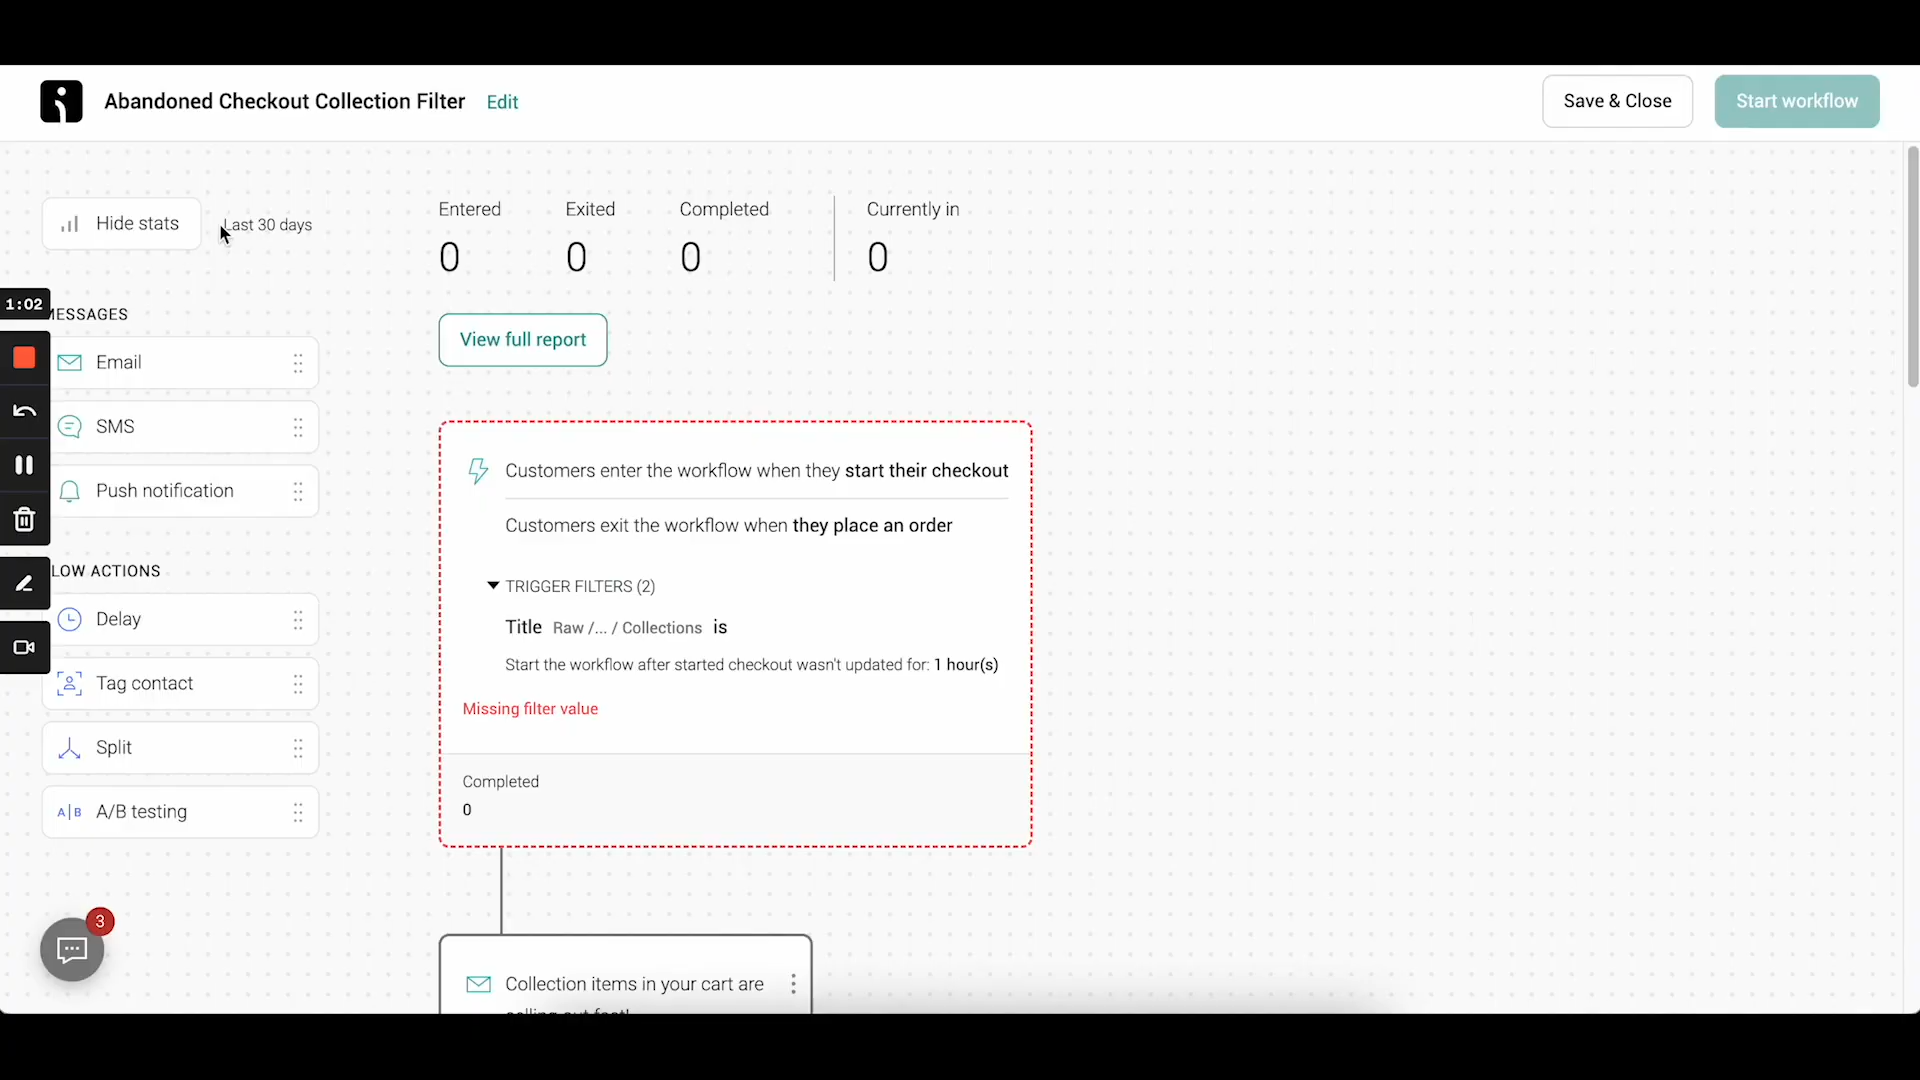 Abandoned Checkout Collection Filter
Edit
Save & Close
Start workflow
Hide stats
Last 30 days
Entered
Exited
Completed
Currently in
0
0
0
0
View full report
1:02
MESSAGES
Email
SMS
Push notification
LOW ACTIONS
Delay
Tag contact
Split
A|B A/B testing
3
Customers enter the workflow when they start their checkout
Customers exit the workflow when they place an order
TRIGGER FILTERS (2)
Title Raw /... / Collections is
Start the workflow after started checkout wasn't updated for: 1 hour(s)
Missing filter value
Completed
0
Collection items in your cart are
selling out fast!